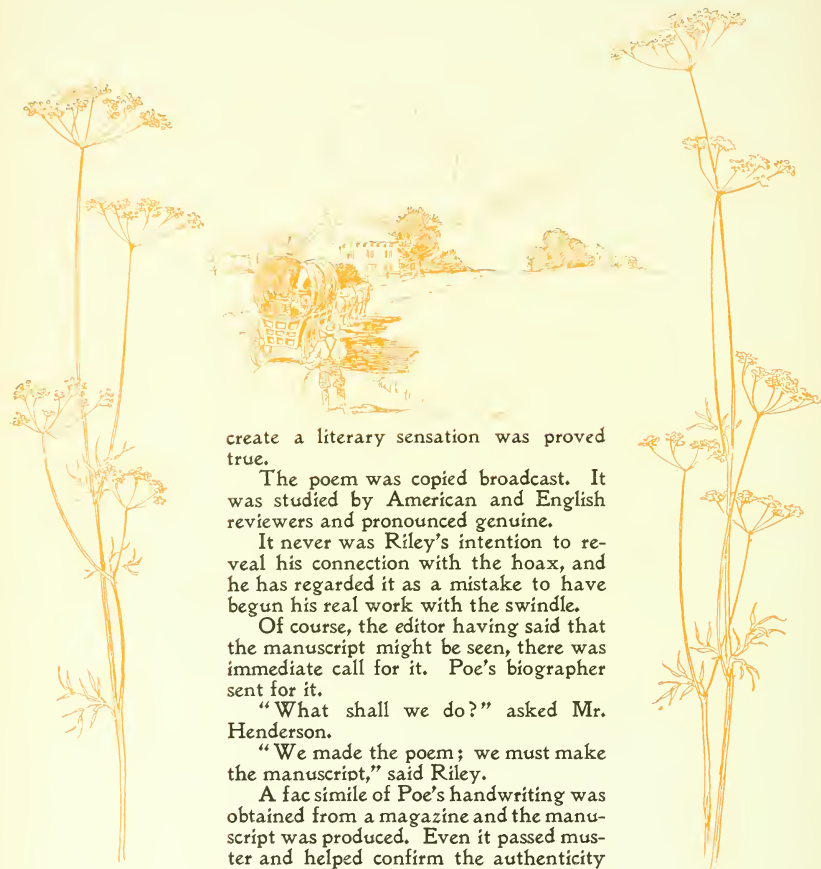 create a literary sensation was proved
true.
The poem was copied broadcast. It
was studied by American and English
reviewers and pronounced genuine.
It never was Riley's intention to re-
veal his connection with the hoax, and
he has regarded it as a mistake to have
begun his real work with the swindle.
Of course, the editor having said that
the manuscript might be seen, there was
immediate call for it. Poe's biographer
sent for it.
"What shall we do?" asked Mr.
Henderson.
"We made the poem; we must make
the manuscript," said Riley.
A fac simile of Poe's handwriting was
obtained from a magazine and the manu-
script was produced. Even it passed mus-
ter and helped confirm the authenticity